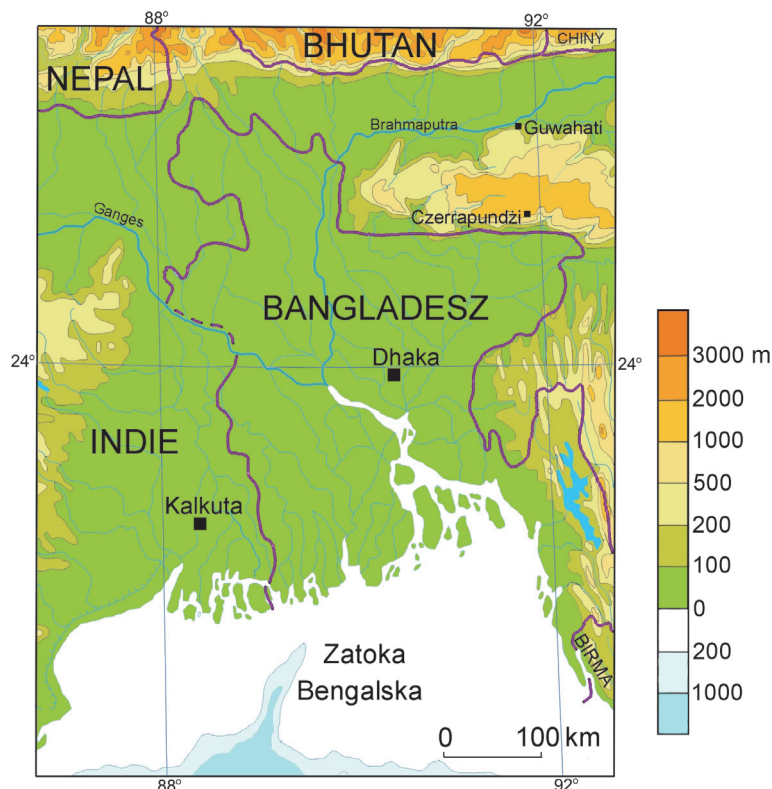 88°
92°
BHUTAN
CHINY
NEPAL
Brahmaputra
Guwahati
Ganges
Czerrapundżi
BANGLADESZ
3000 m
24°
Dhaka
24°
2000
1000
INDIE
500
Kalkuta
200
100
0
Zatoka
Bengalska
BIRMA
200
1000
0
100 km
88°
92°